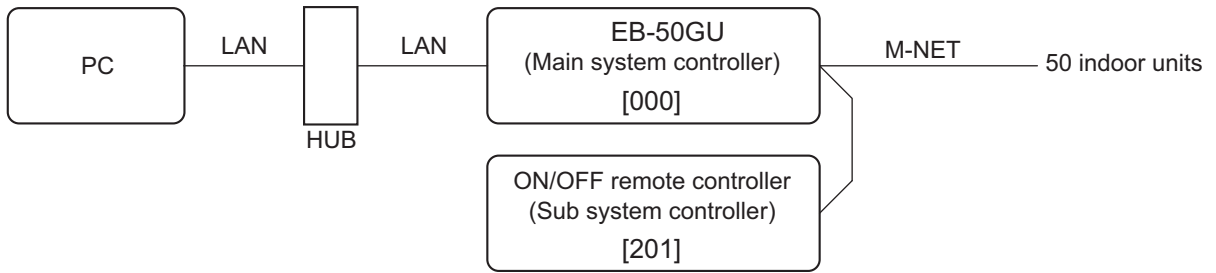 PC
LAN
HUB
LAN
EB-50GU
(Main system controller)
[000]
M-NET
50 indoor units
ON/OFF remote controller
(Sub system controller)
[201]